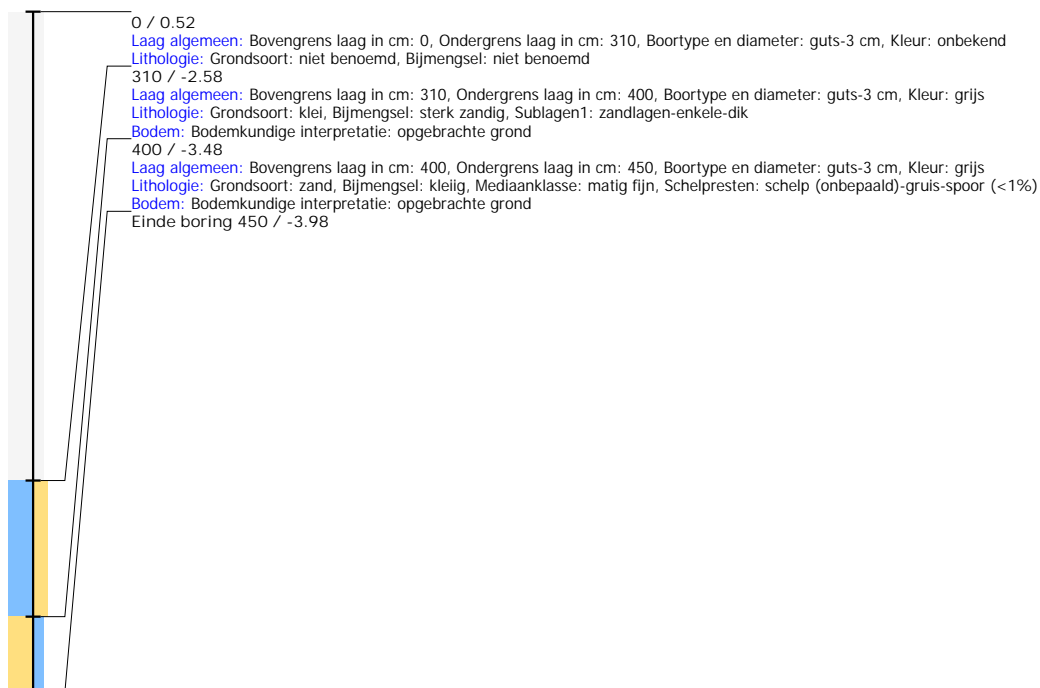 0 / 0.52
Laag algemeen: Bovengrens laag in cm: 0, Ondergrens laag in cm: 310, Boortype en diameter: guts-3 cm, Kleur: onbekend
Lithologie: Grondsoort: niet benoemd, Bijmengsel: niet benoemd
310 / -2.58
Laag algemeen: Bovengrens laag in cm: 310, Ondergrens laag in cm: 400, Boortype en diameter: guts-3 cm, Kleur: grijs
Lithologie: Grondsoort: klei, Bijmengsel: sterk zandig, Sublagen1: zandlagen-enkele-dik
Bodem: Bodemkundige interpretatie: opgebrachte grond
400 / -3.48
Laag algemeen: Bovengrens laag in cm: 400, Ondergrens laag in cm: 450, Boortype en diameter: guts-3 cm, Kleur: grijs
Lithologie: Grondsoort: zand, Bijmengsel: kleiig, Mediaanklasse: matig fijn, Schelpresten: schelp (onbepaald)-gruis-spoor (<1%)
Bodem: Bodemkundige interpretatie: opgebrachte grond
Einde boring 450 / -3.98